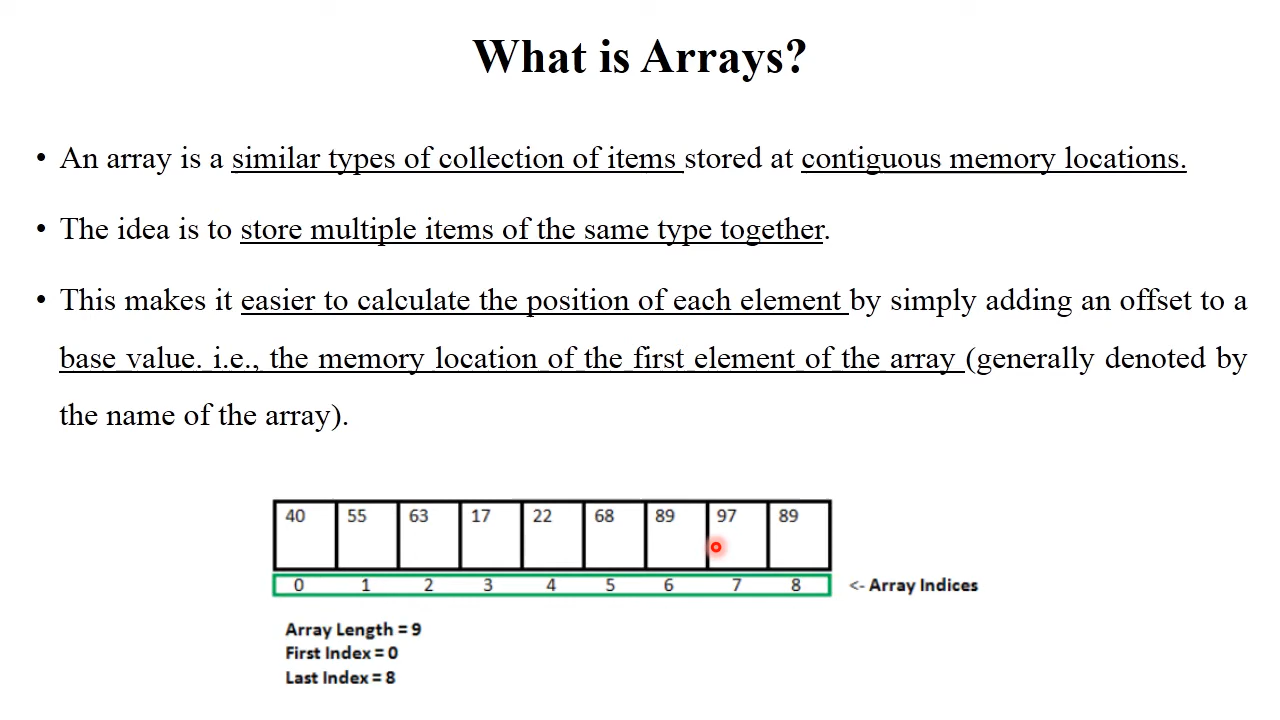 What is Arrays?
• An array is a similar types of collection of items stored at contiguous memory locations.
• The idea is to store multiple items of the same type together.
• This makes it easier to calculate the position of each element by simply adding an offset to a
base value. i.e., the memory location of the first element of the array (generally denoted by
the name of the array).
40 55 63 17 22 68 89 97 89
0 1 2 3 4 5 6 7 8 <- Array Indices
Array Length = 9
First Index = 0
Last Index = 8